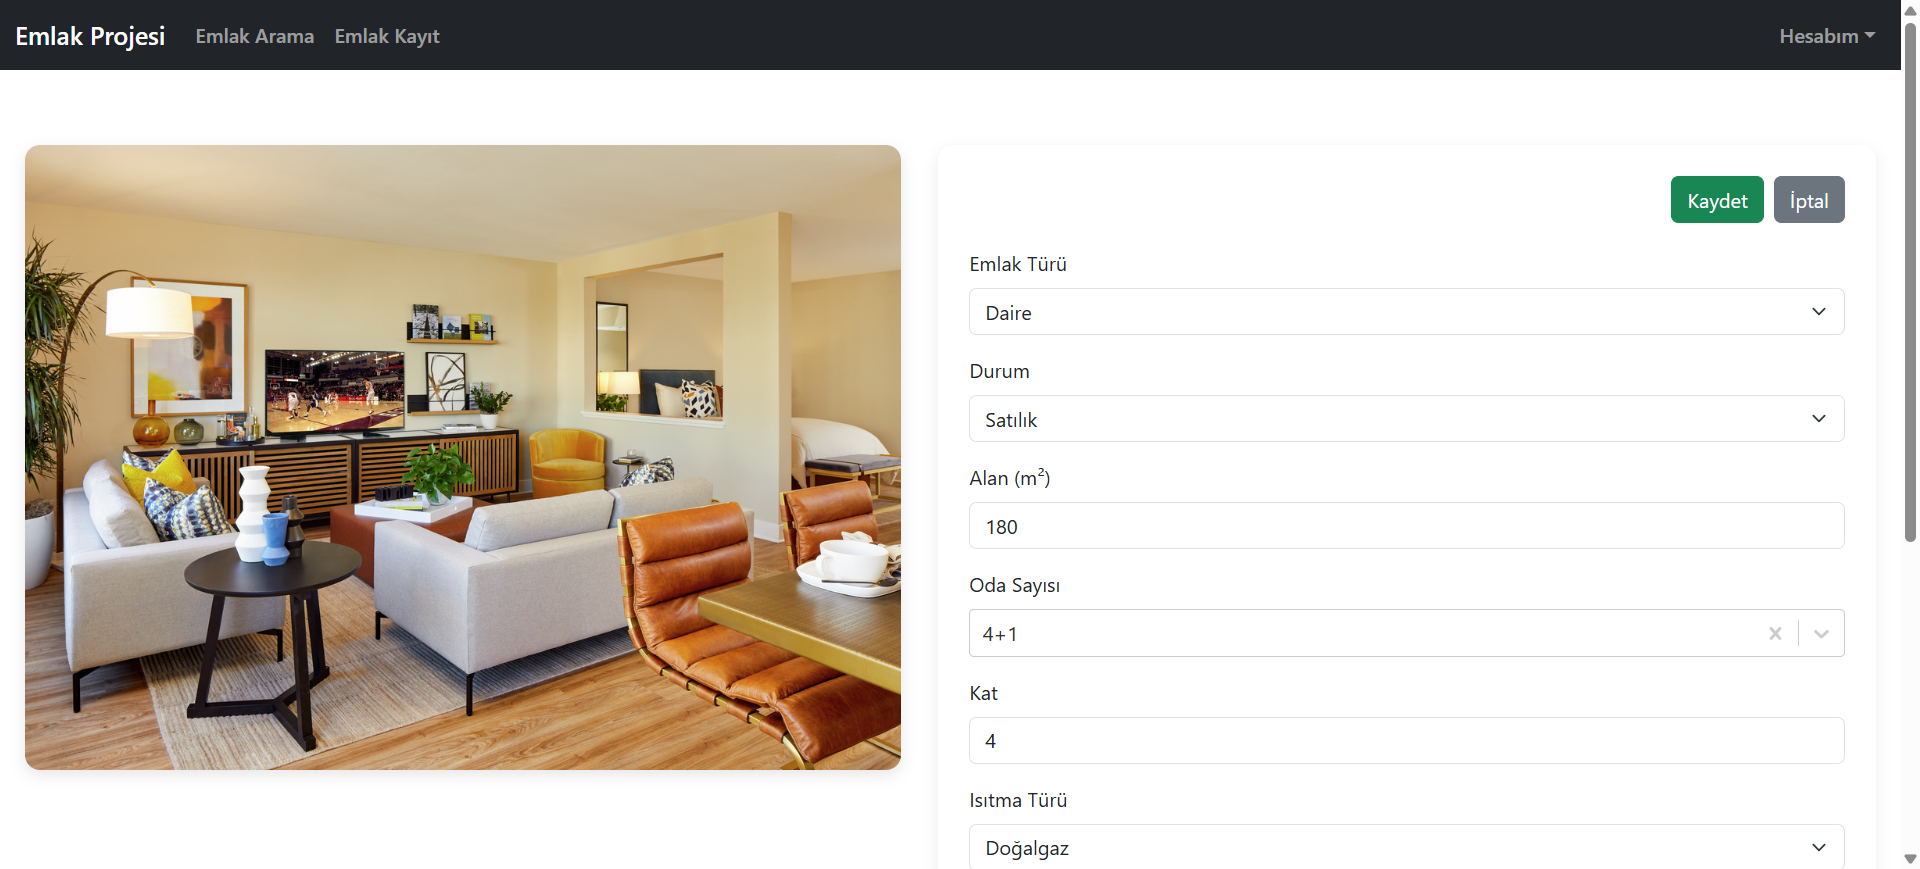 Emlak Projesi Emlak Arama Emlak Kayıt Hesabım
Kaydet İptal
Emlak Türü
Daire
Durum
Satılık
Alan (m²)
180
Oda Sayısı
4+1
Kat
4
Isıtma Türü
Doğalgaz